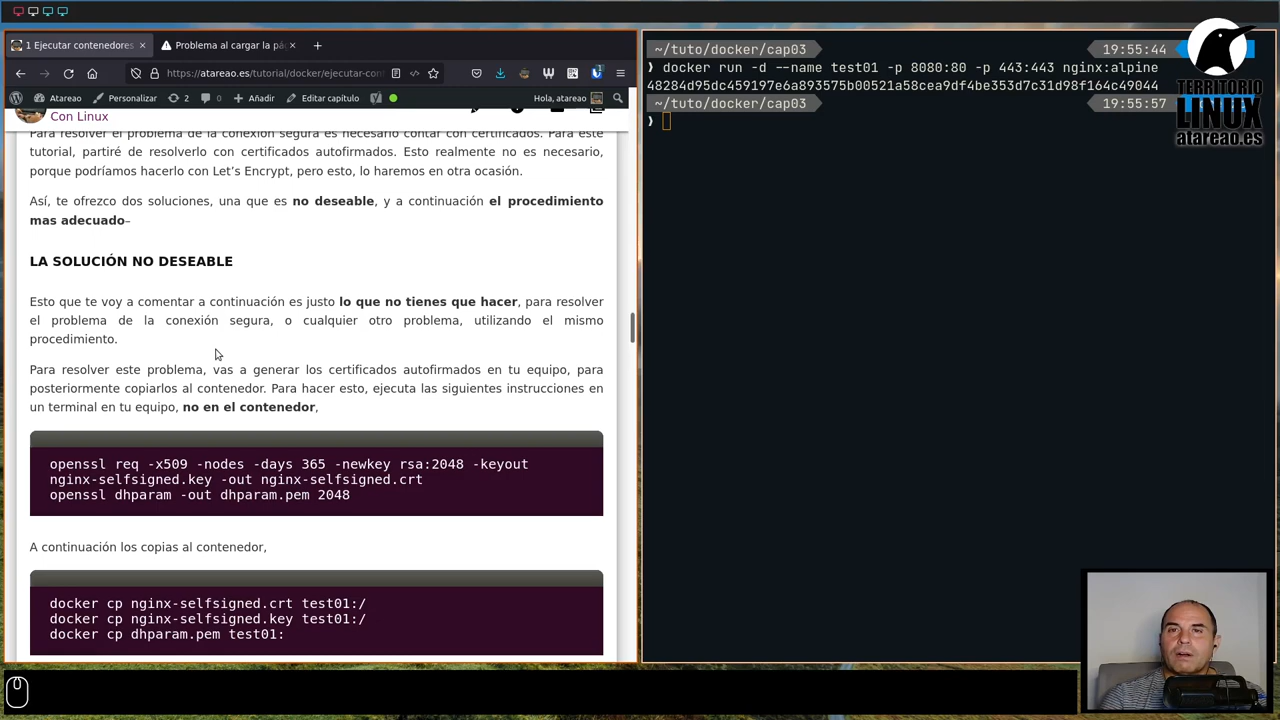 1 Ejecutar contenedores
Problema al cargar la pá
https://atareao.es/tutorial/docker/ejecutar-con
Atareao
Personalizar
2
Añadir
Editar capítulo
Hola, atareao
Con Linux
Para resolver el problema de la conexión segura es necesario contar con certificados. Para este
tutorial, partiré de resolverlo con certificados autofirmados. Esto realmente no es necesario,
porque podríamos hacerlo con Let's Encrypt, pero esto, lo haremos en otra ocasión.
Así, te ofrezco dos soluciones, una que es no deseable, y a continuación el procedimiento
mas adecuado–
LA SOLUCIÓN NO DESEABLE
Esto que te voy a comentar a continuación es justo lo que no tienes que hacer, para resolver
el problema de la conexión segura, o cualquier otro problema, utilizando el mismo
procedimiento.
Para resolver este problema, vas a generar los certificados autofirmados en tu equipo, para
posteriormente copiarlos al contenedor. Para hacer esto, ejecuta las siguientes instrucciones en
un terminal en tu equipo, no en el contenedor,
openssl req -x509 -nodes -days 365 -newkey rsa:2048 -keyout
nginx-selfsigned.key -out nginx-selfsigned.crt
openssl dhparam -out dhparam.pem 2048
A continuación los copias al contenedor,
docker cp nginx-selfsigned.crt test01:/
docker cp nginx-selfsigned.key test01:/
docker cp dhparam.pem test01:
~/tuto/docker/cap03
19:55:44
❯ docker run -d --name test01 -p 8080:80 -p 443:443 nginx:alpine
48284d95dc459197e6a893575b00521a58cea9df4be353d7c31d98f164c49044
~/tuto/docker/cap03
19:55:57
❯
TERRITORIO
LINUX
atareao.es